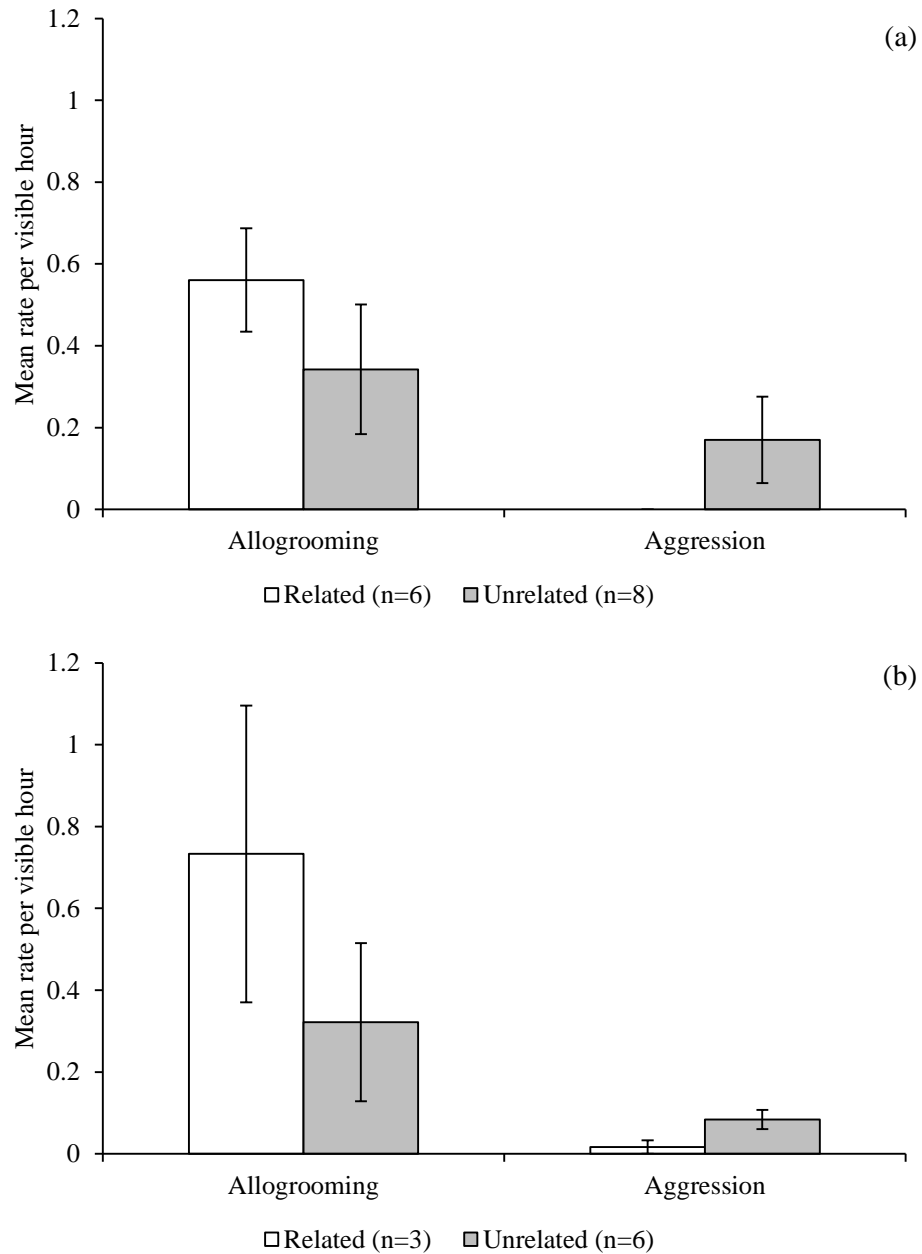 (a)
Mean rate per visible hour
1.2
1
0.8
0.6
0.4
0.2
0
Allogrooming Aggression
Related (n=6) Unrelated (n=8)
(b)
Mean rate per visible hour
1.2
1
0.8
0.6
0.4
0.2
0
Allogrooming Aggression
Related (n=3) Unrelated (n=6)